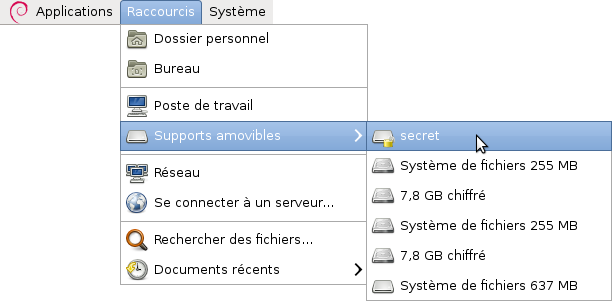 Applications Raccourcis Système
Dossier personnel
Bureau
Poste de travail
Supports amovibles
Réseau
Se connecter à un serveur...
Rechercher des fichiers...
Documents récents
secret
Système de fichiers 255 MB
7,8 GB chiffré
Système de fichiers 255 MB
7,8 GB chiffré
Système de fichiers 637 MB